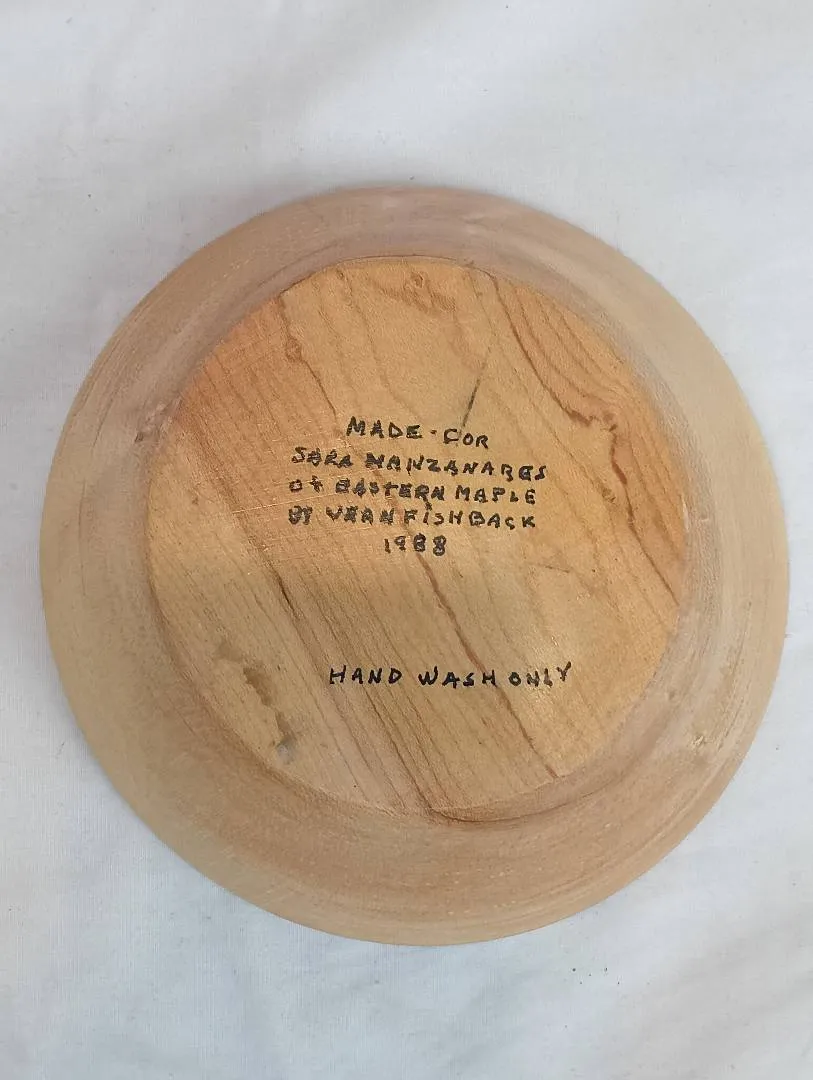 MADE-FOR
SARA MANZANARES
OF EASTERN MAPLE
BY VERN FISHBACK
1988
HAND WASH ONLY